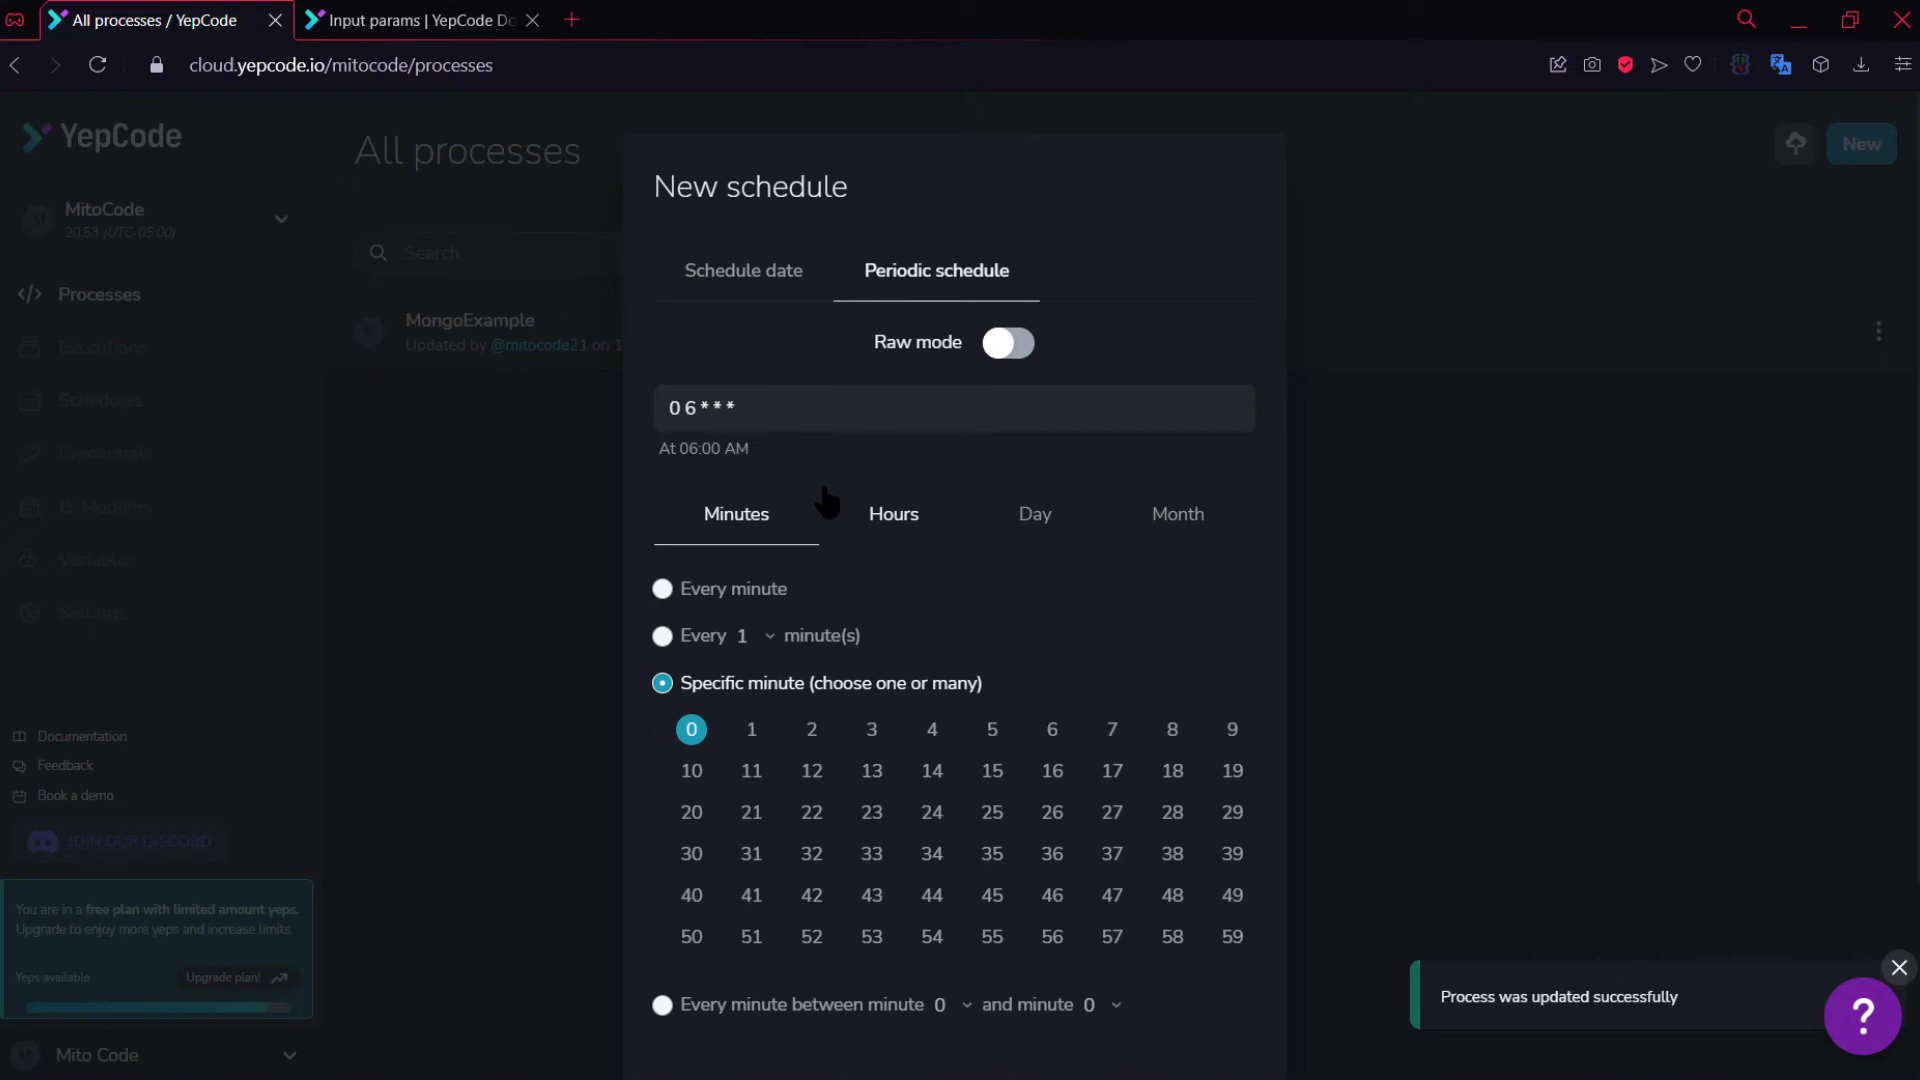 All processes / YepCode
Input params | YepCode Do
cloud.yepcode.io/mitocode/processes
YepCode
All processes
New
New schedule
MitoCode
20:53 (UTC-05:00)
Search
Schedule date
Periodic schedule
Processes
MongoExample
Updated by @mitocode21 on 1
Raw mode
Executions
Schedules
0 6 * * *
At 06:00 AM
Credentials
JS Modules
Minutes
Hours
Day
Month
Variables
Every minute
Settings
Every 1 minute(s)
Specific minute (choose one or many)
0 1 2 3 4 5 6 7 8 9
10 11 12 13 14 15 16 17 18 19
20 21 22 23 24 25 26 27 28 29
30 31 32 33 34 35 36 37 38 39
40 41 42 43 44 45 46 47 48 49
50 51 52 53 54 55 56 57 58 59
Every minute between minute 0 and minute 0
Documentation
Feedback
Book a demo
JOIN OUR DISCORD
You are in a free plan with limited amount yeps.
Upgrade to enjoy more yeps and increase limits.
Yeps available
Upgrade plan!
Mito Code
Process was updated successfully
?